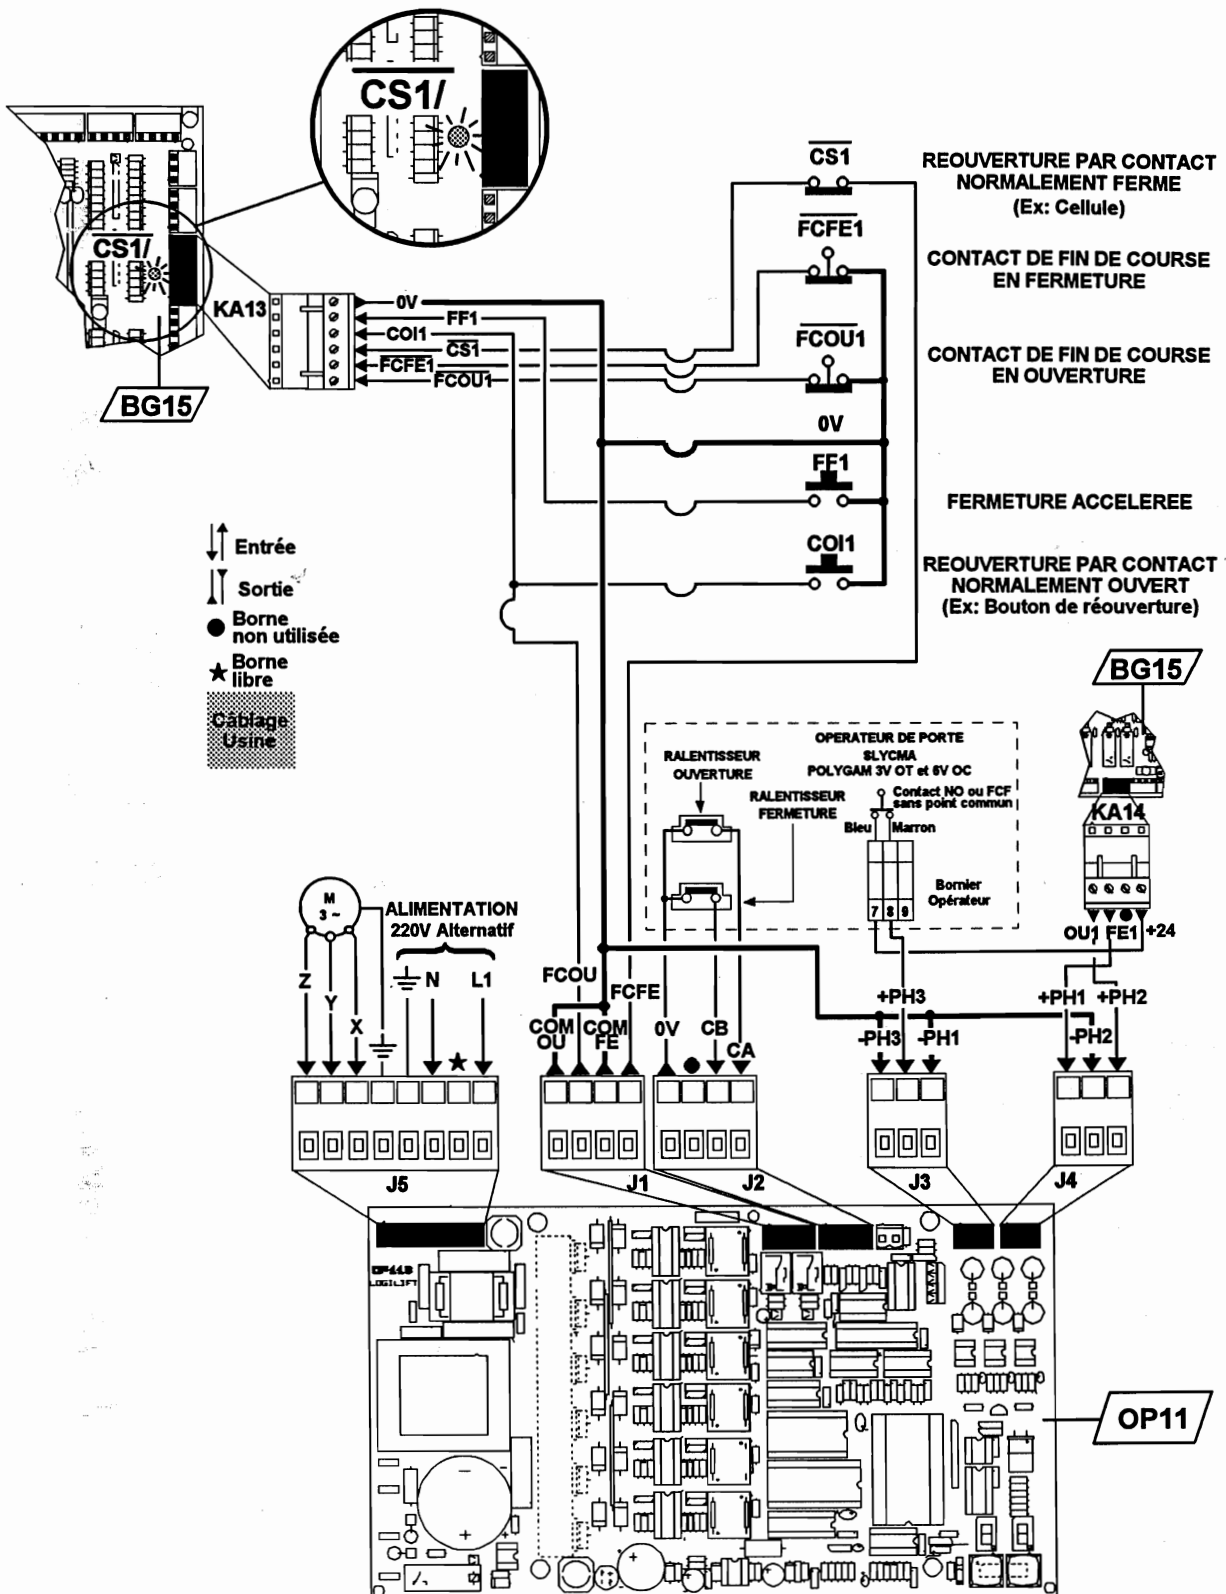 CS1/
CS1
REOUVERTURE PAR CONTACT
NORMALEMENT FERME
(Ex: Cellule)
CS1/
FCFE1
CONTACT DE FIN DE COURSE
EN FERMETURE
KA13
0V
FF1
COI1
CS1
FCFE1
FCOU1
FCOU1
CONTACT DE FIN DE COURSE
EN OUVERTURE
BG15
0V
FF1
FERMETURE ACCELEREE
COI1
REOUVERTURE PAR CONTACT
NORMALEMENT OUVERT
(Ex: Bouton de réouverture)
Entrée
Sortie
Borne
non utilisée
Borne
libre
Câblage
Usine
BG15
OPERATEUR DE PORTE
SLYCMA
POLYGAM 3V OT et 6V OC
RALENTISSEUR
OUVERTURE
RALENTISSEUR
FERMETURE
Contact NO ou FCF
sans point commun
Bleu
Marron
KA14
7 8 9
Bornier
Opérateur
OU1 FE1 +24
M
3 ~
ALIMENTATION
220V Alternatif
Z
Y
X
N
L1
FCOU
FCFE
COM
OU
COM
FE
0V
CB
CA
+PH3
-PH3
-PH1
+PH1
+PH2
-PH2
J5
J1
J2
J3
J4
LOGILIFT
OP11